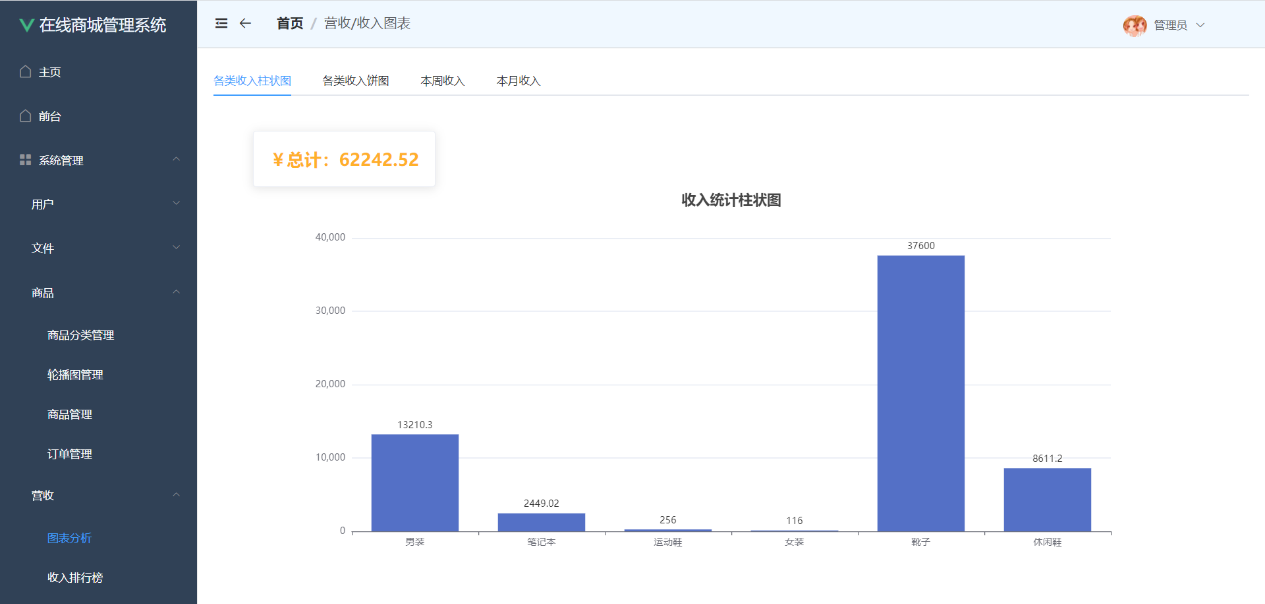 在线商城管理系统
首页 / 营收/收入图表
管理员
主页
前台
系统管理
用户
文件
商品
商品分类管理
轮播图管理
商品管理
订单管理
营收
图表分析
收入排行榜
各类收入柱状图 各类收入饼图 本周收入 本月收入
¥ 总计：62242.52
收入统计柱状图
40,000
30,000
20,000
10,000
0
13210.3
2449.02
256
116
37600
8611.2
男装 笔记本 运动鞋 女装 靴子 休闲鞋